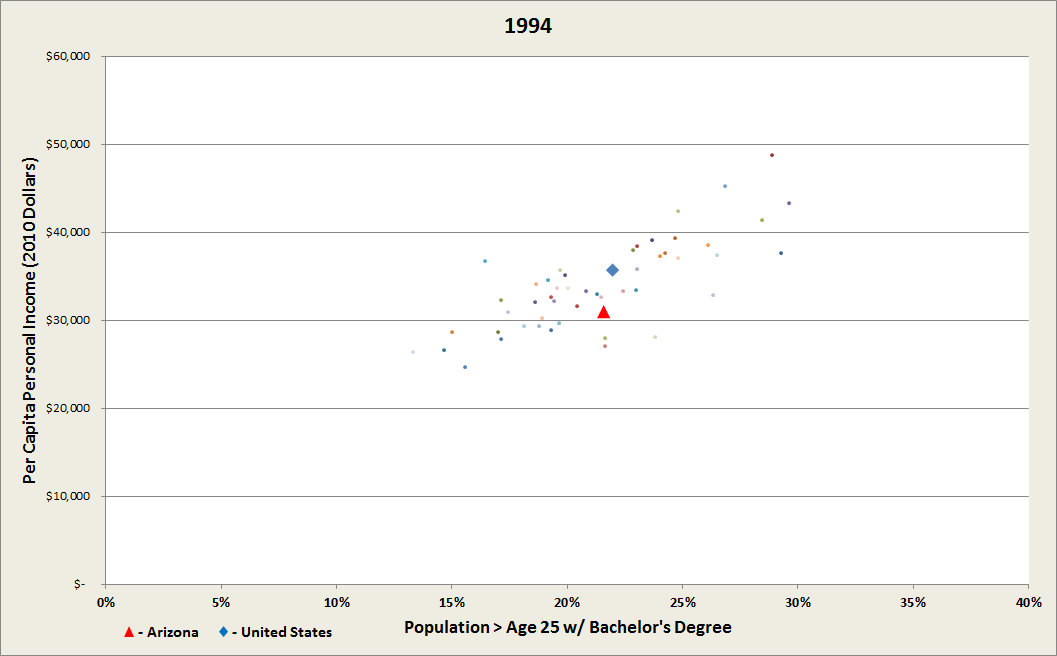 1994
$60,000
$50,000
$40,000
$30,000
$20,000
$10,000
$-
Per Capita Personal Income (2010 Dollars)
0% 5% 10% 15% 20% 25% 30% 35% 40%
Population > Age 25 w/ Bachelor's Degree
- Arizona - United States